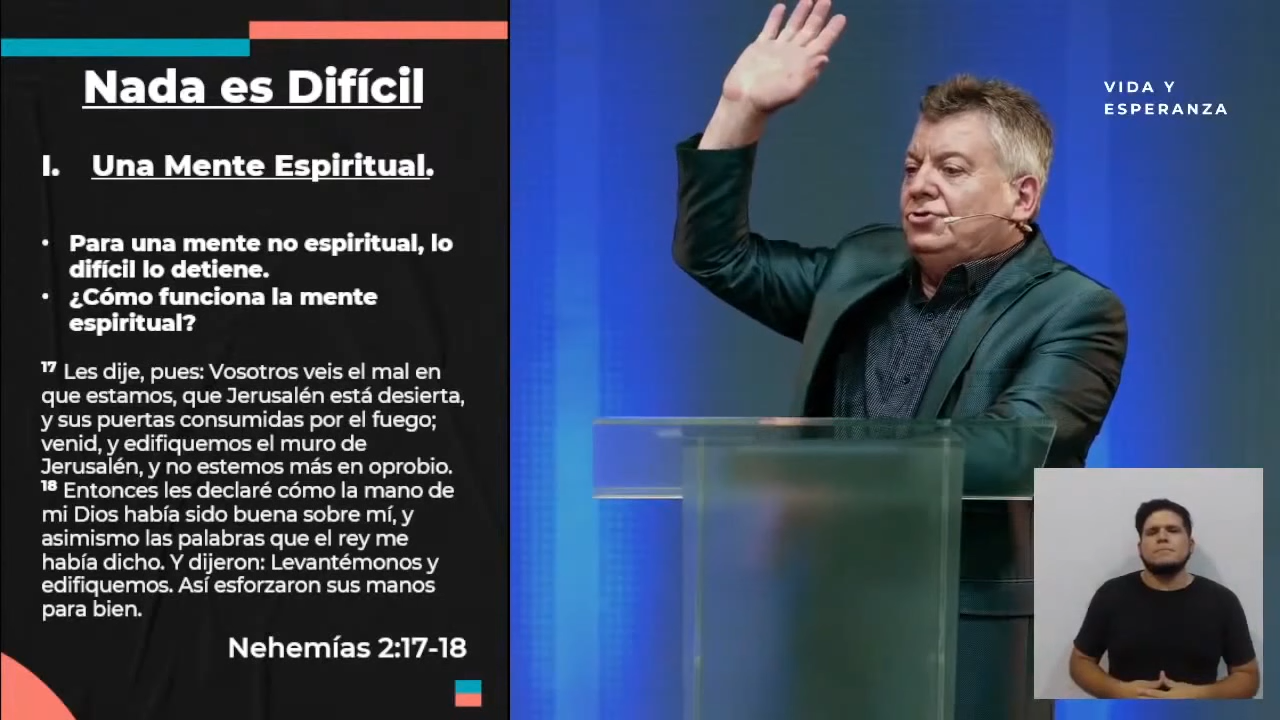 Nada es Difícil
I. Una Mente Espiritual.
• Para una mente no espiritual, lo
difícil lo detiene.
• ¿Cómo funciona la mente
espiritual?
17 Les dije, pues: Vosotros veis el mal en
que estamos, que Jerusalén está desierta,
y sus puertas consumidas por el fuego;
venid, y edifiquemos el muro de
Jerusalén, y no estemos más en oprobio.
18 Entonces les declaré cómo la mano de
mi Dios había sido buena sobre mí, y
asimismo las palabras que el rey me
había dicho. Y dijeron: Levantémonos y
edifiquemos. Así esforzaron sus manos
para bien.
Nehemías 2:17-18
VIDA Y
ESPERANZA